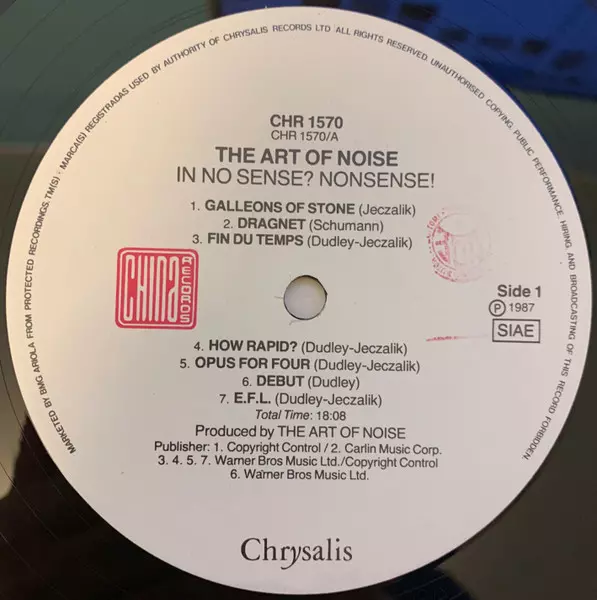 MARKETED BY BMG ARIOLA FROM PROTECTED RECORDINGS. TM(S) - MARCA(S) REGISTRADAS USED BY AUTHORITY OF CHRYSALIS RECORDS LTD ALL RIGHTS RESERVED. UNAUTHORISED COPYING, PUBLIC PERFORMANCE, HIRING, AND BROADCASTING OF THIS RECORD FORBIDDEN.
CHR 1570
CHR 1570/A
THE ART OF NOISE
IN NO SENSE? NONSENSE!
1. GALLEONS OF STONE (Jeczalik)
2. DRAGNET (Schumann)
3. FIN DU TEMPS (Dudley-Jeczalik)
CHINA
RECORDS
Side 1
Ⓟ 1987
SIAE
4. HOW RAPID? (Dudley-Jeczalik)
5. OPUS FOR FOUR (Dudley-Jeczalik)
6. DEBUT (Dudley)
7. E.F.L. (Dudley-Jeczalik)
Total Time: 18:08
Produced by THE ART OF NOISE
Publisher: 1. Copyright Control / 2. Carlin Music Corp.
3. 4. 5. 7. Warner Bros Music Ltd./Copyright Control
6. Warner Bros Music Ltd.
Chrysalis